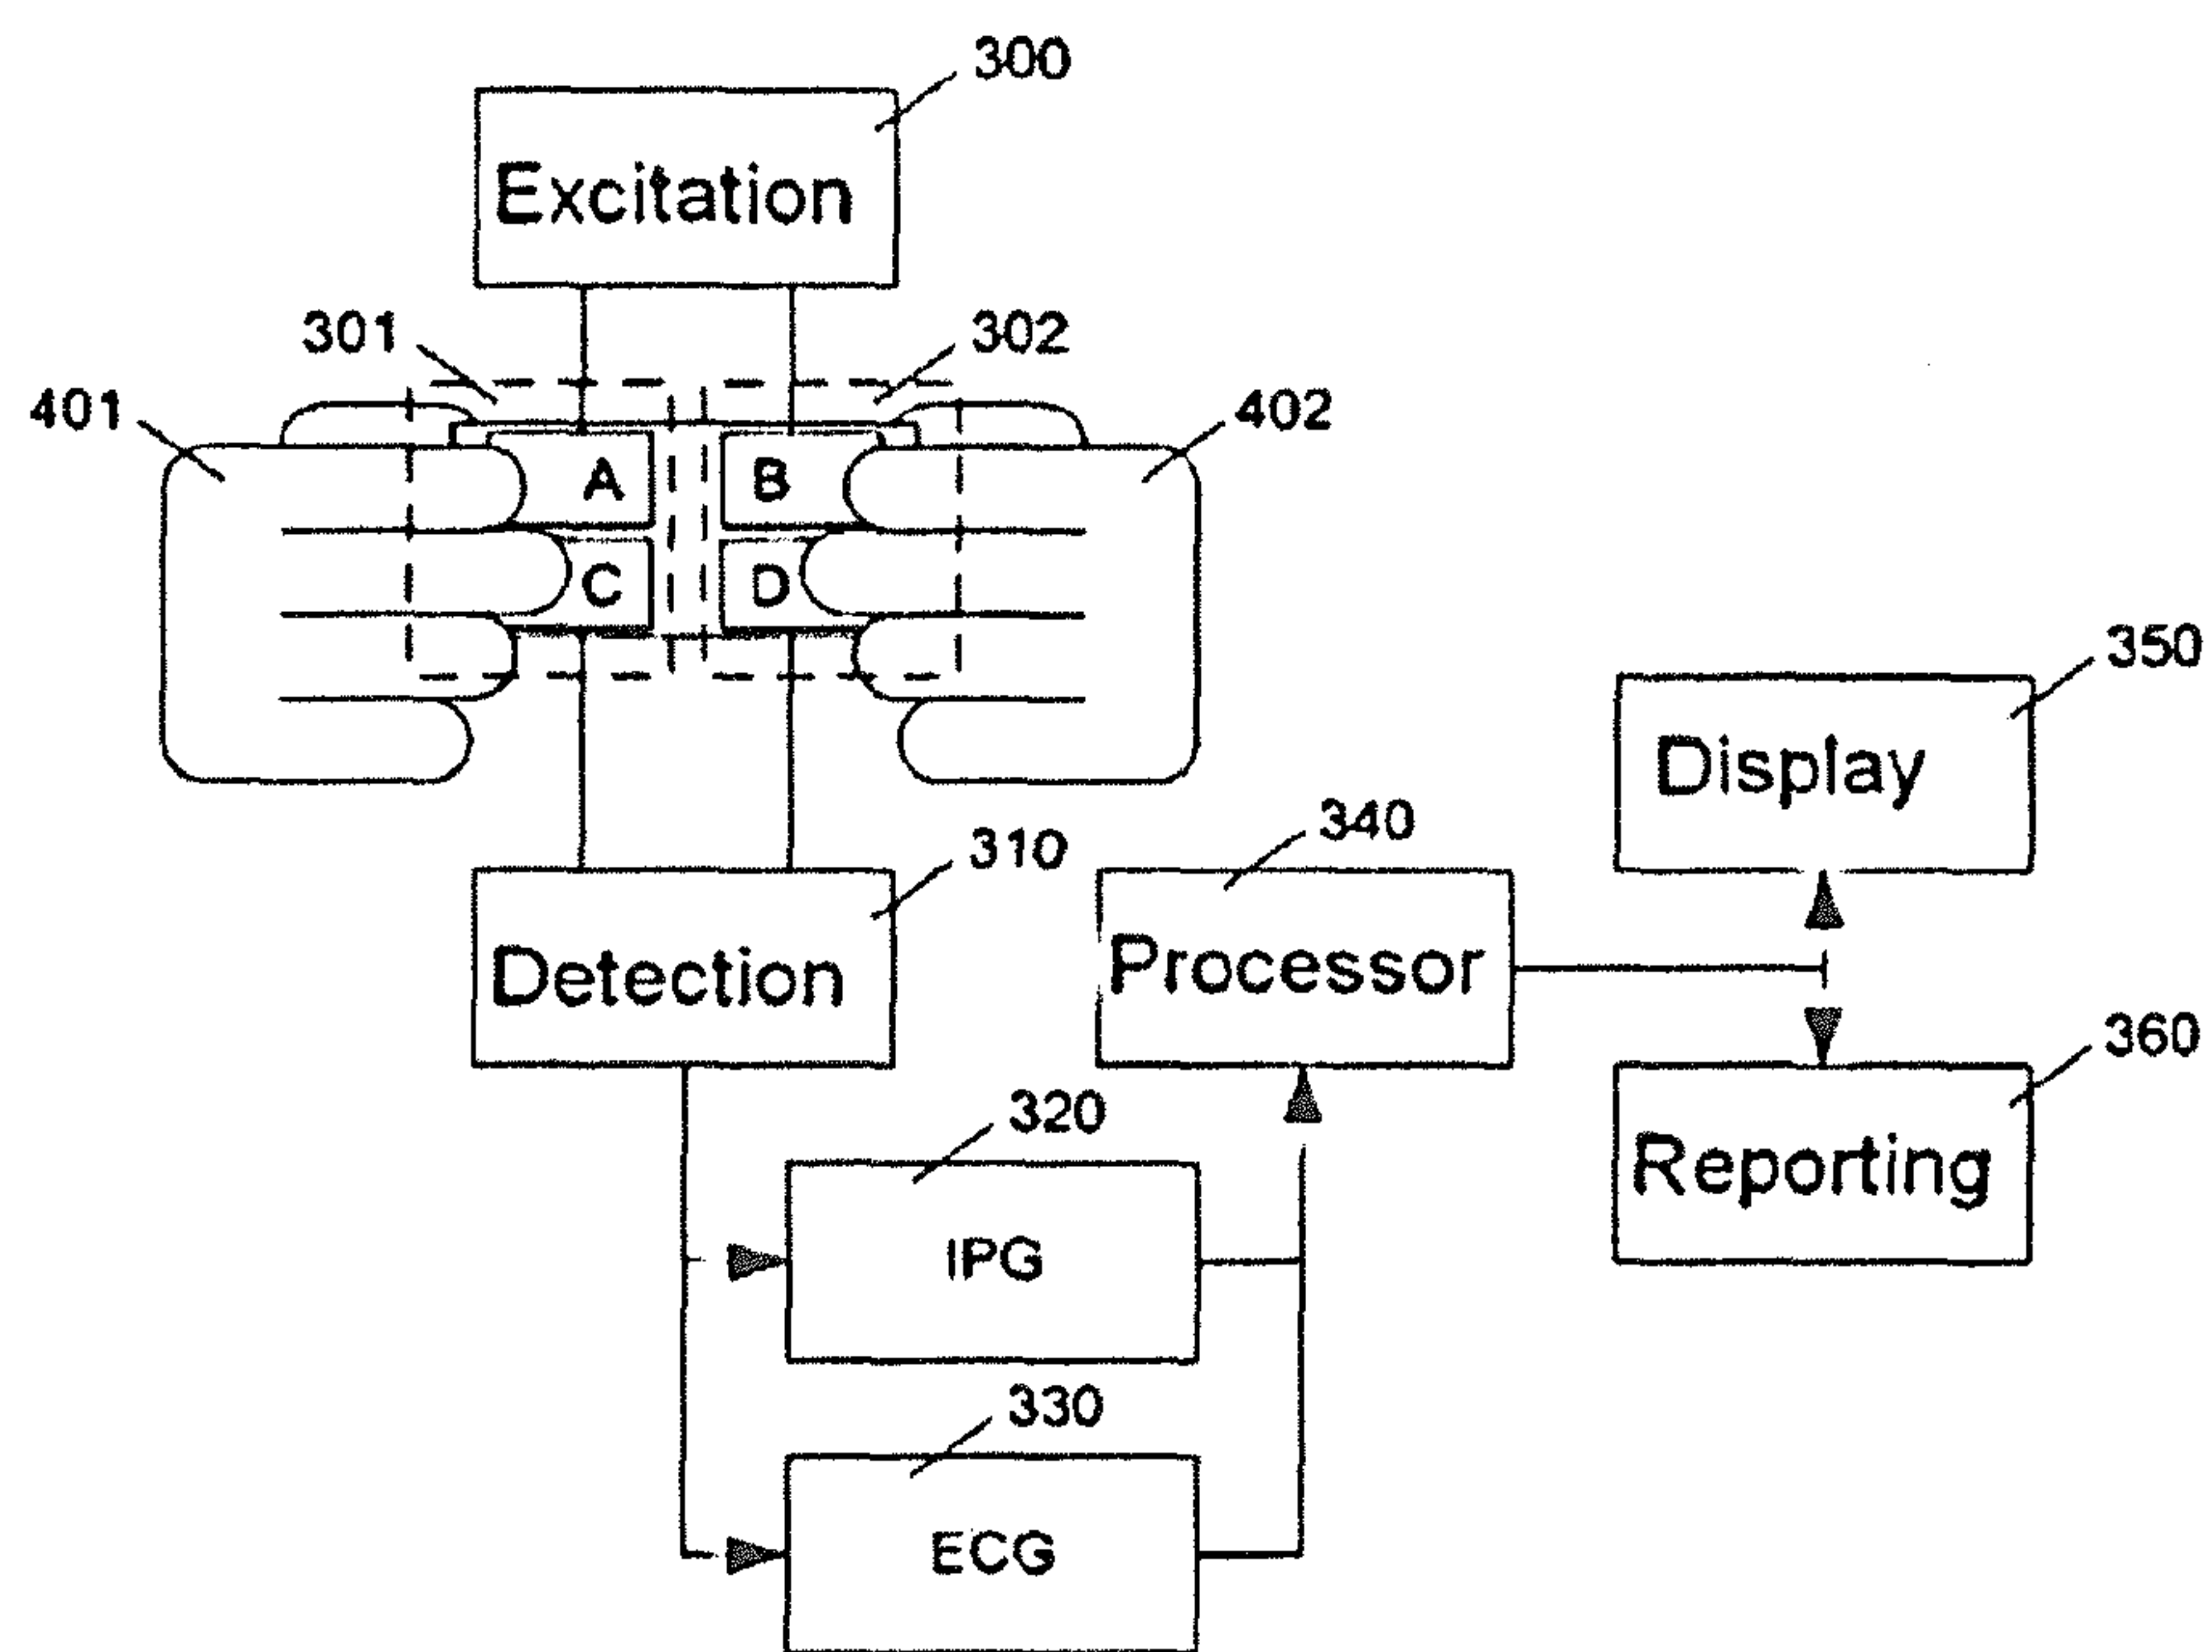 300
Excitation
301
302
401
402
A
B
C
D
350
Display
310
340
Detection
Processor
360
Reporting
320
IPG
330
ECG